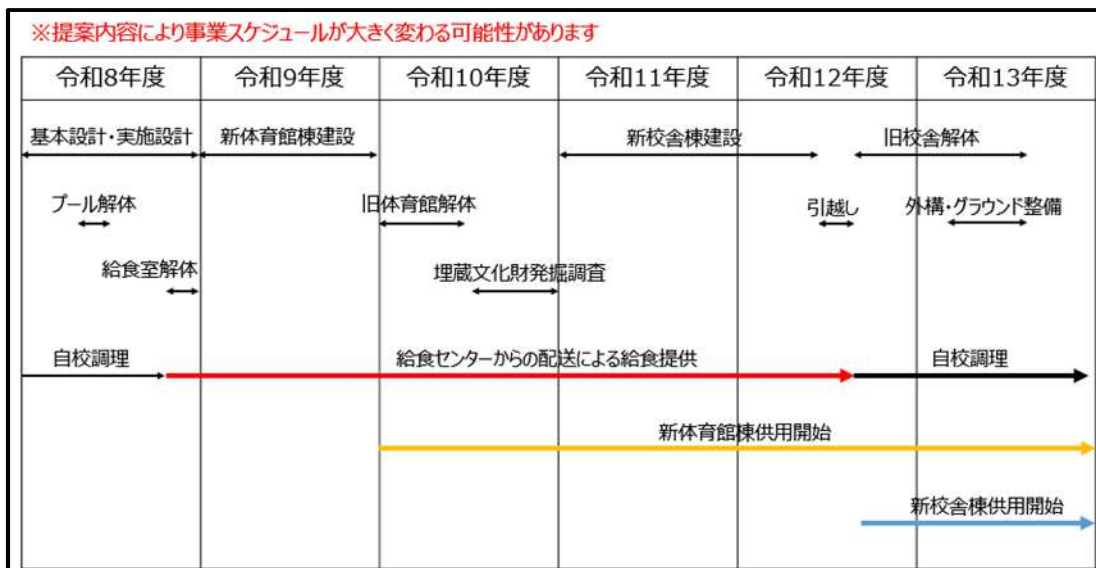 ※提案内容により事業スケジュールが大きく変わる可能性があります
令和8年度 令和9年度 令和10年度 令和11年度 令和12年度 令和13年度
基本設計・実施設計 新体育館棟建設 新校舎棟建設 旧校舎解体
プール解体 旧体育館解体 引越し 外構・グラウンド整備
給食室解体 埋蔵文化財発掘調査
自校調理 給食センターからの配送による給食提供 自校調理
新体育館棟供用開始
新校舎棟供用開始